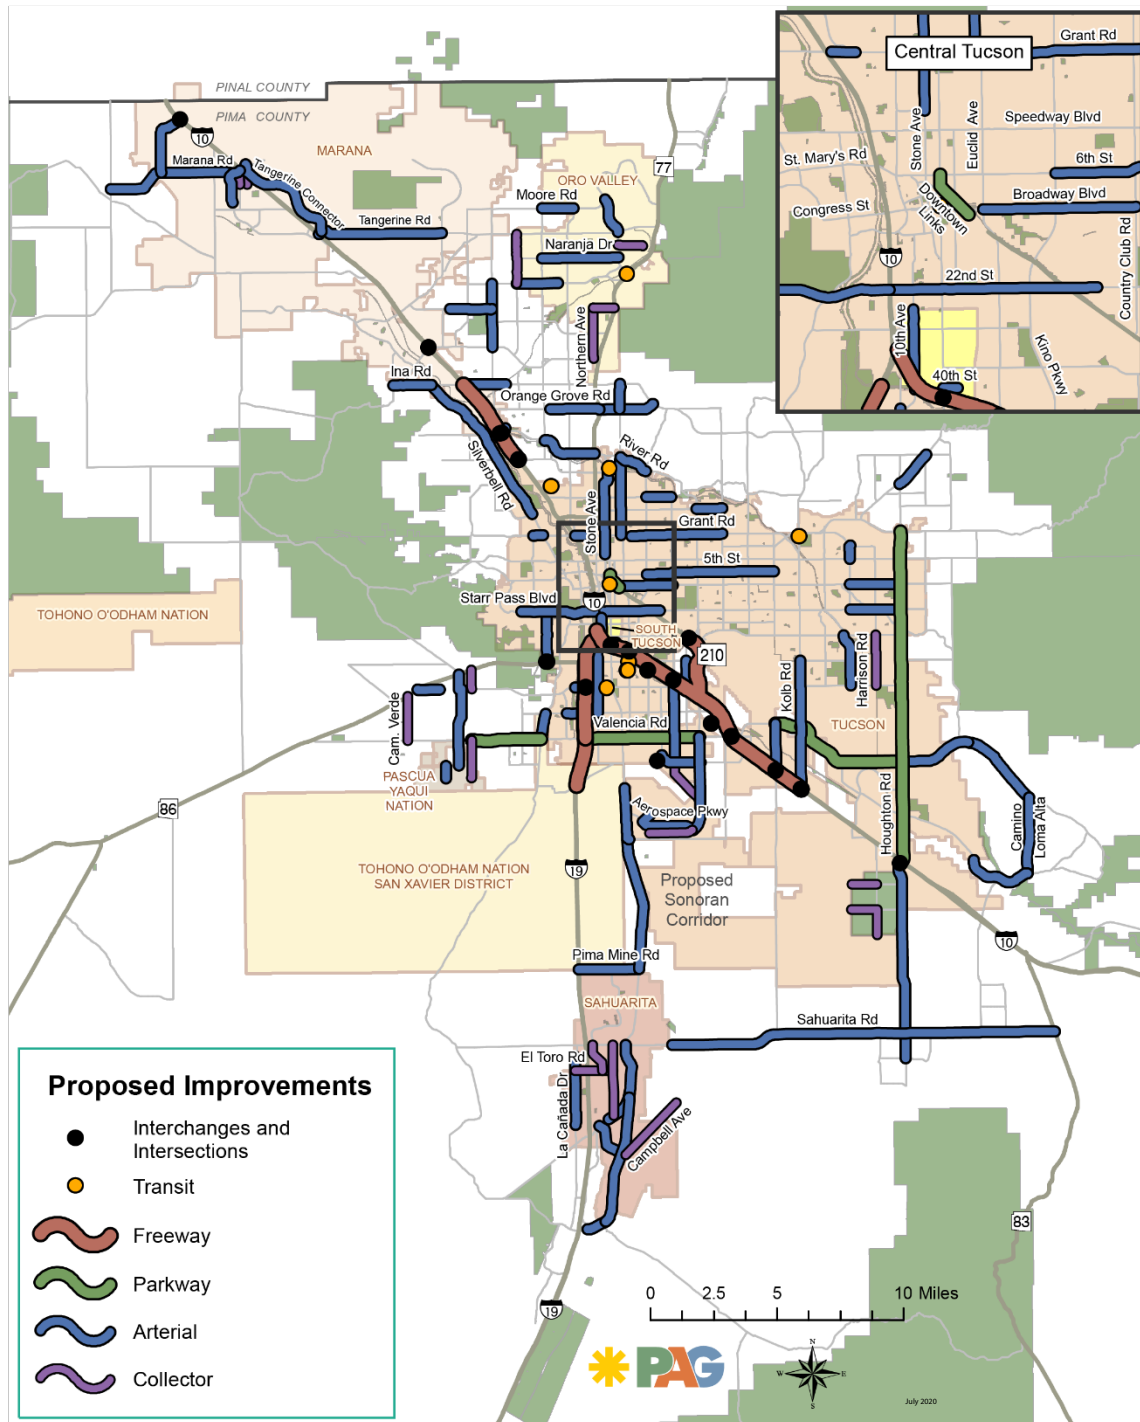 PINAL COUNTY
PIMA COUNTY
10
MARANA
Marana Rd
Tangerine Connector
Tangerine Rd
77
ORO VALLEY
Moore Rd
Naranja Dr
Northern Ave
Ina Rd
Orange Grove Rd
Silverbell Rd
River Rd
Stone Ave
Grant Rd
5th St
Starr Pass Blvd
10
SOUTH
TUCSON
210
TOHONO O'ODHAM NATION
Cam. Verde
Valencia Rd
Kolb Rd
Harrison Rd
TUCSON
PASCUA
YAQUI
NATION
86
Aerospace Pkwy
Houghton Rd
Camino
Loma Alta
TOHONO O'ODHAM NATION
SAN XAVIER DISTRICT
19
Proposed
Sonoran
Corridor
10
Pima Mine Rd
SAHUARITA
Sahuarita Rd
El Toro Rd
La Cañada Dr
Campbell Ave
83
19
Central Tucson
Grant Rd
Stone Ave
Euclid Ave
Speedway Blvd
St. Mary's Rd
6th St
Congress St
Downtown
Links
Broadway Blvd
Country Club Rd
10
22nd St
10th Ave
40th St
Kino Pkwy
Proposed Improvements
Interchanges and
Intersections
Transit
Freeway
Parkway
Arterial
Collector
0 2.5 5 10 Miles
PAG
N
W E
S
July 2020